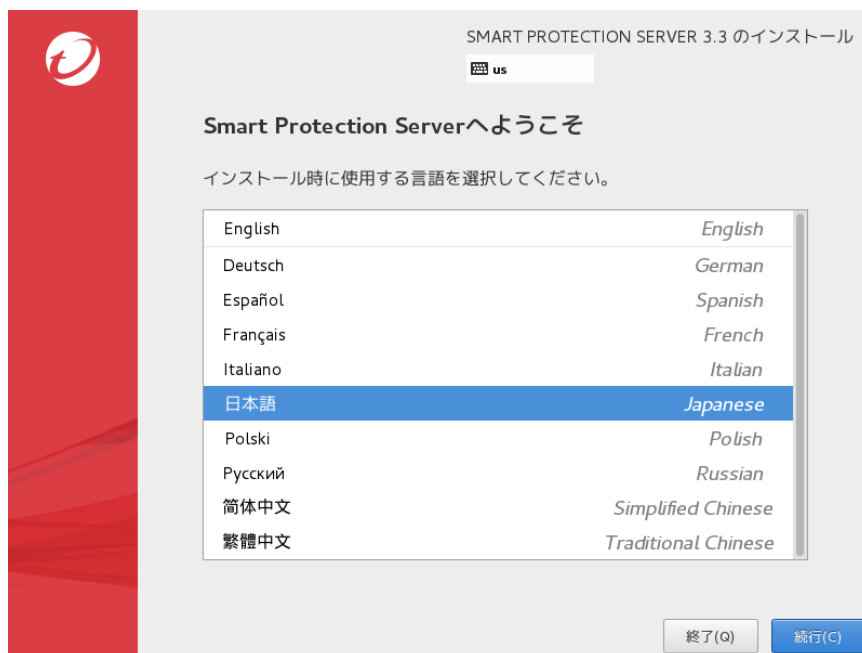 SMART PROTECTION SERVER 3.3 のインストール
us
Smart Protection Serverへようこそ
インストール時に使用する言語を選択してください。
English English
Deutsch German
Español Spanish
Français French
Italiano Italian
日本語 Japanese
Polski Polish
Русский Russian
简体中文 Simplified Chinese
繁體中文 Traditional Chinese
終了(Q) 続行(C)